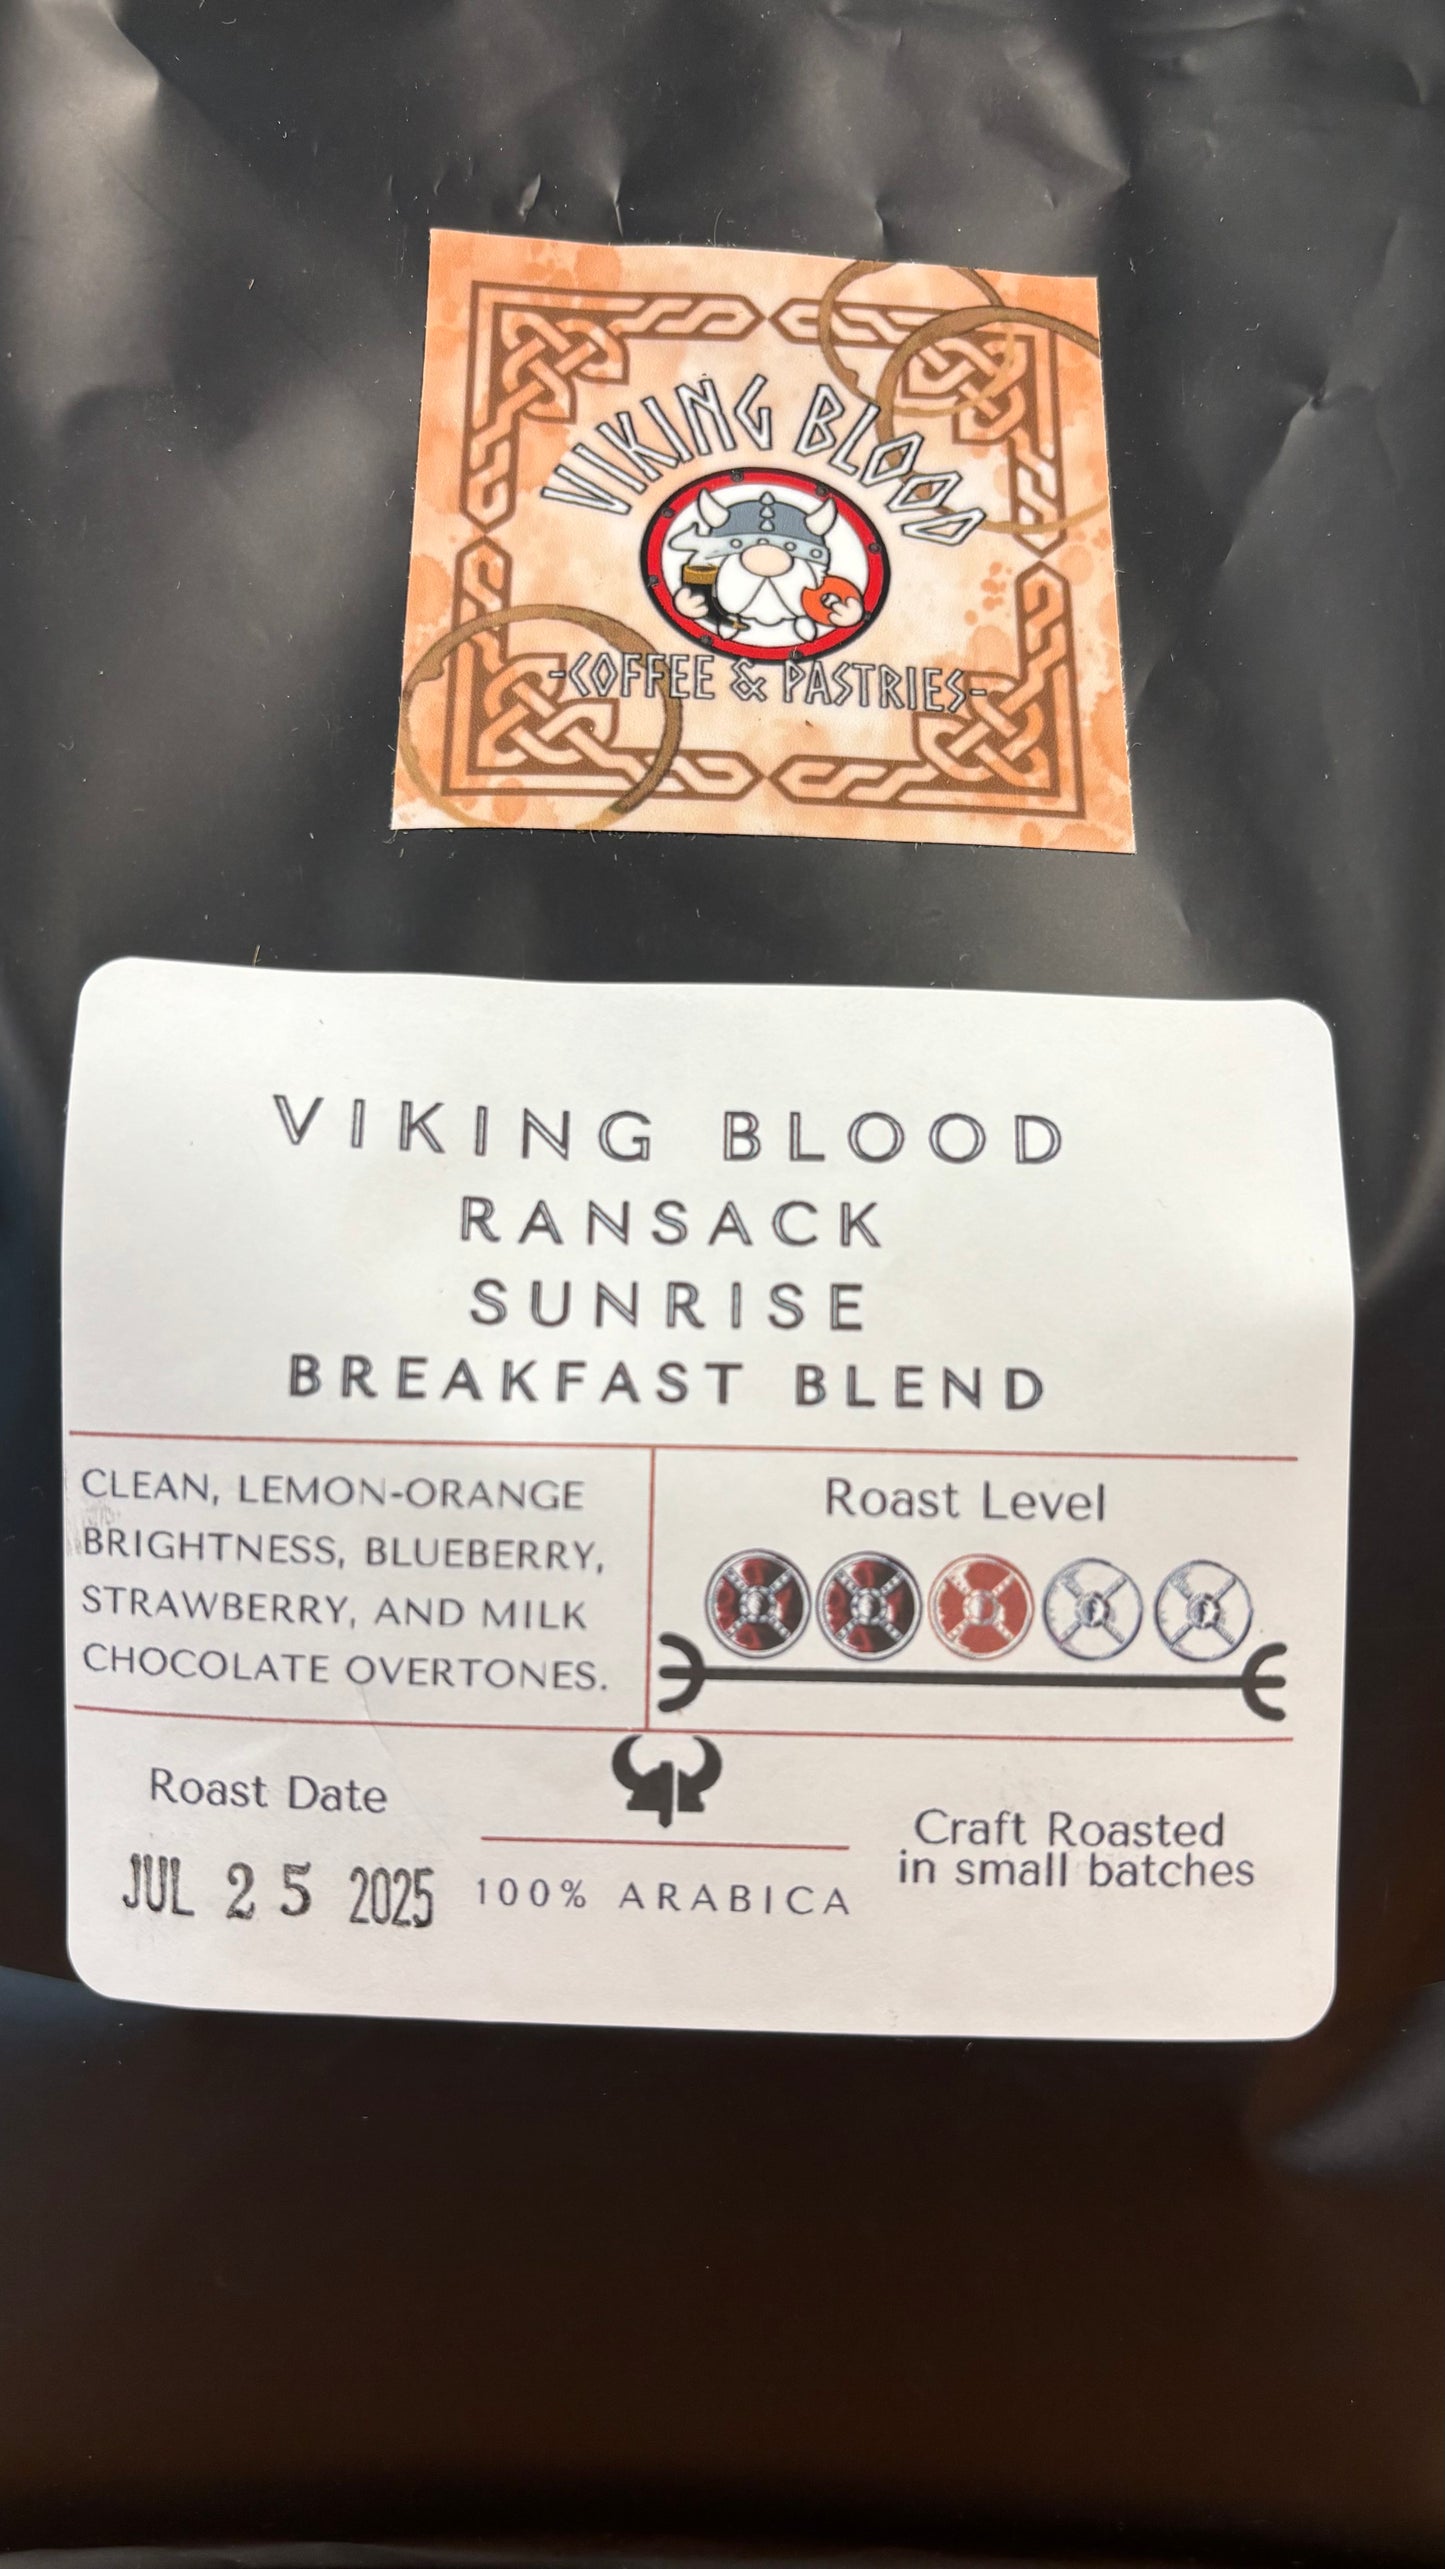 VIKING BLOOD
-COFFEE & PASTRIES-
VIKING BLOOD
RANSACK
SUNRISE
BREAKFAST BLEND
CLEAN, LEMON-ORANGE
BRIGHTNESS, BLUEBERRY,
STRAWBERRY, AND MILK
CHOCOLATE OVERTONES.
Roast Level
Roast Date
JUL 25 2025
100% ARABICA
Craft Roasted
in small batches